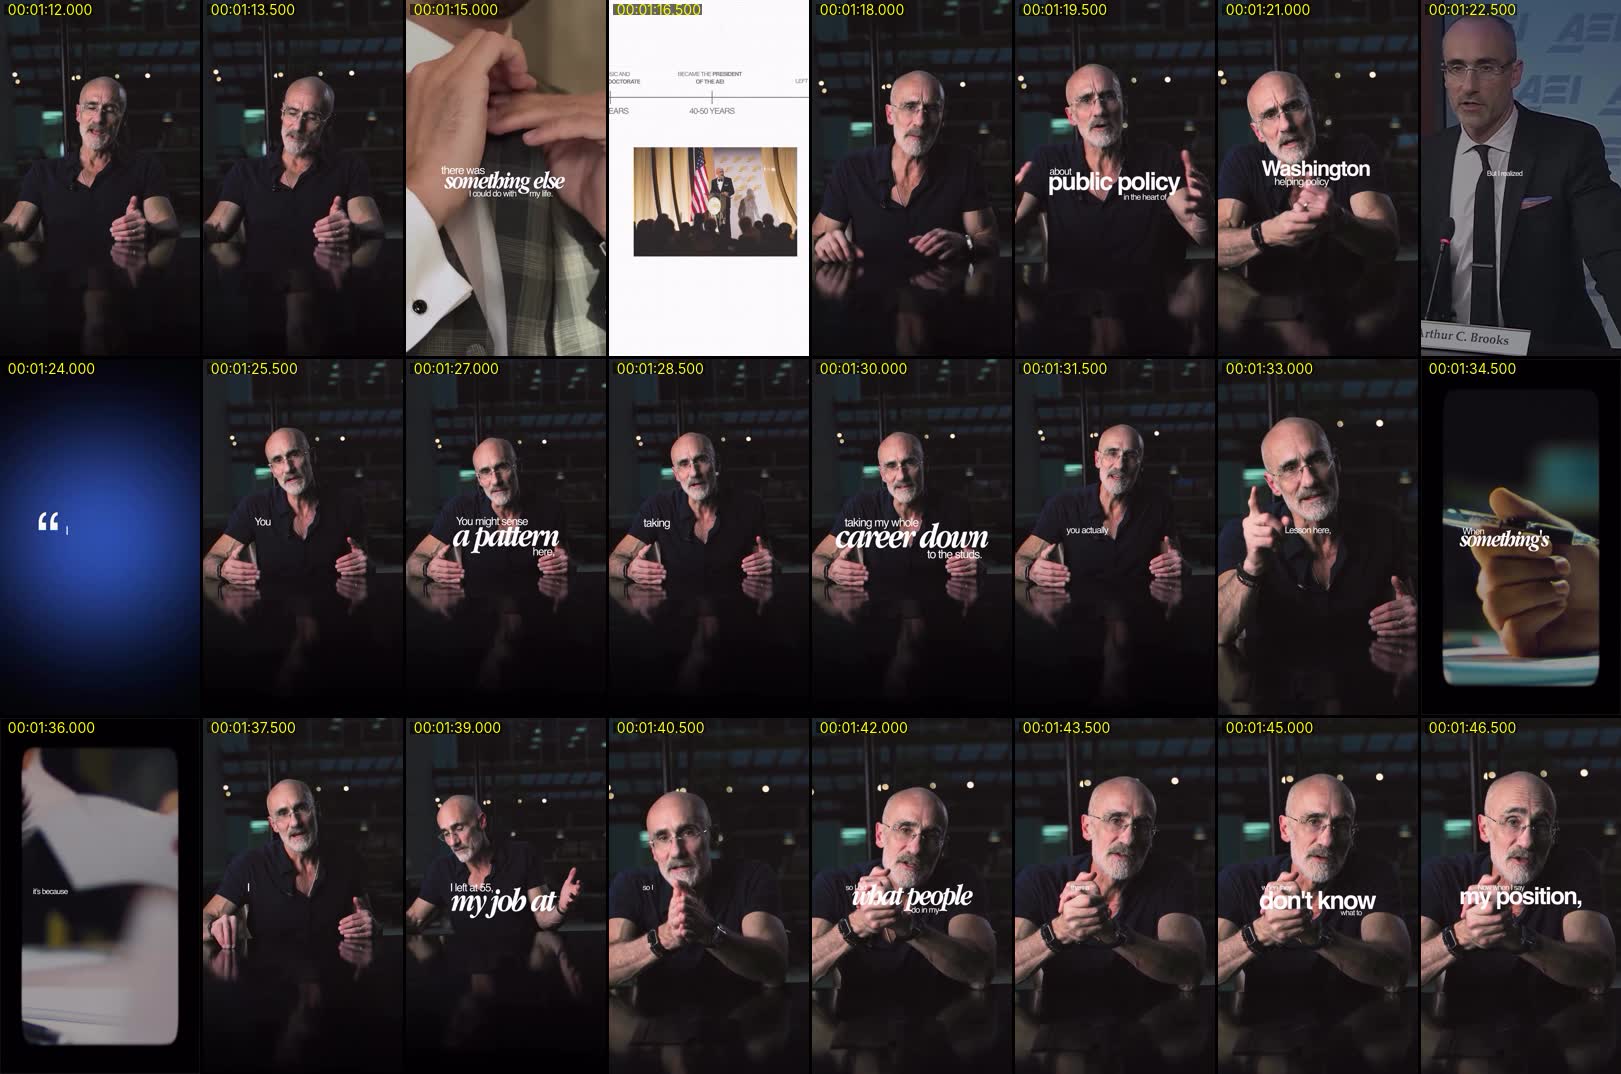 00:01:12.000
00:01:13.500
00:01:15.000
there was
something else
I could do with my life.
00:01:16.500
SIC AND
DOCTORATE
BECAME THE PRESIDENT
OF THE AEI
LEFT
EARS
40-50 YEARS
00:01:18.000
00:01:19.500
about
public policy
in the heart of
00:01:21.000
Washington
helping policy
00:01:22.500
AEI
AEI
But I realized
Arthur C. Brooks
00:01:24.000
“ I
00:01:25.500
You
00:01:27.000
You might sense
a pattern
here,
00:01:28.500
taking
00:01:30.000
taking my whole
career down
to the studs.
00:01:31.500
you actually
00:01:33.000
Lesson here,
00:01:34.500
When
something's
00:01:36.000
it's because
00:01:37.500
I
00:01:39.000
I left at 55,
my job at
00:01:40.500
so I
00:01:42.000
so I
what people
do in my
00:01:43.500
00:01:45.000
when they
don't know
what to
00:01:46.500
Now when I say
my position,